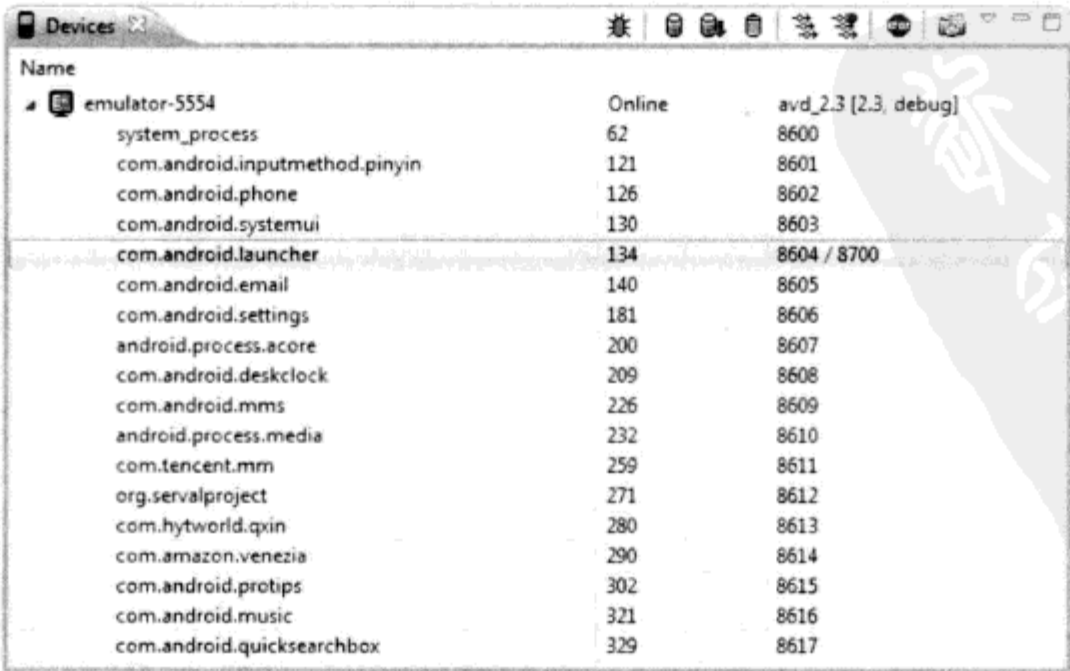 Devices
Name
emulator-5554 Online avd_2.3 [2.3, debug]
system_process 62 8600
com.android.inputmethod.pinyin 121 8601
com.android.phone 126 8602
com.android.systemui 130 8603
com.android.launcher 134 8604 / 8700
com.android.email 140 8605
com.android.settings 181 8606
android.process.acore 200 8607
com.android.deskclock 209 8608
com.android.mms 226 8609
android.process.media 232 8610
com.tencent.mm 259 8611
org.servalproject 271 8612
com.hytworld.qxin 280 8613
com.amazon.venezia 290 8614
com.android.protips 302 8615
com.android.music 321 8616
com.android.quicksearchbox 329 8617